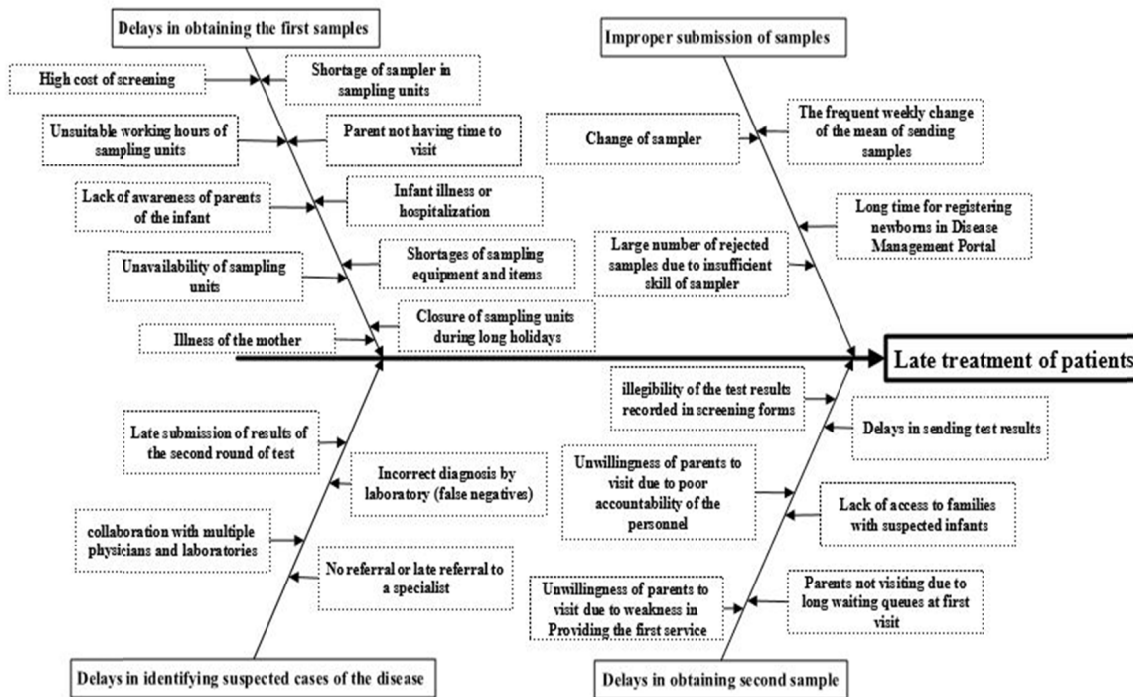 Delays in obtaining the first samples
Improper submission of samples
High cost of screening
Shortage of sampler in
sampling units
Unsuitable working hours of
sampling units
Parent not having time to
visit
Lack of awareness of parents
of the infant
Infant illness or
hospitalization
Unavailability of sampling
units
Shortages of sampling
equipment and items
Illness of the mother
Closure of sampling units
during long holidays
Change of sampler
The frequent weekly change
of the mean of sending
samples
Large number of rejected
samples due to insufficient
skill of sampler
Long time for registering
newborns in Disease
Management Portal
Late treatment of patients
Late submission of results of
the second round of test
Incorrect diagnosis by
laboratory (false negatives)
collaboration with multiple
physicians and laboratories
No referral or late referral to
a specialist
illegibility of the test results
recorded in screening forms
Delays in sending test results
Unwillingness of parents to
visit due to poor
accountability of the
personnel
Lack of access to families
with suspected infants
Unwillingness of parents to
visit due to weakness in
Providing the first service
Parents not visiting due to
long waiting queues at first
visit
Delays in identifying suspected cases of the disease
Delays in obtaining second sample